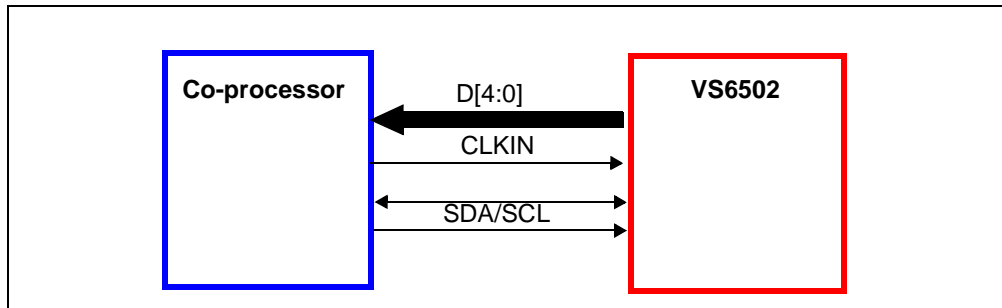 Co-processor
VS6502
D[4:0]
CLKIN
SDA/SCL